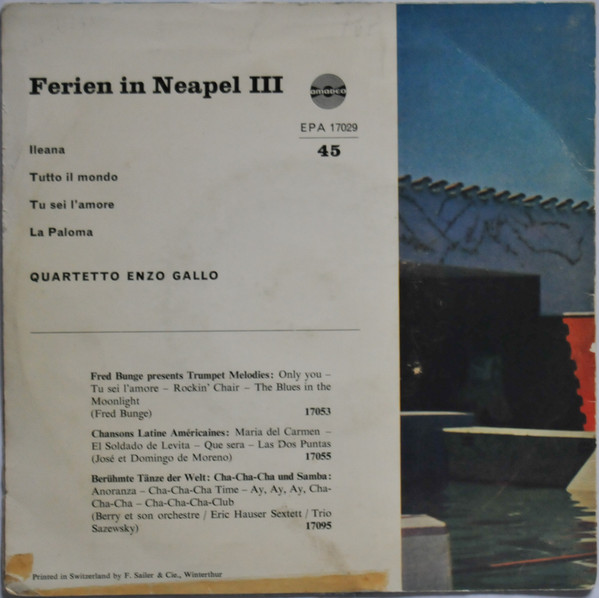 Ferien in Neapel III
amadeo
EPA 17029
45
Ileana
Tutto il mondo
Tu sei l'amore
La Paloma
QUARTETTO ENZO GALLO
Fred Bunge presents Trumpet Melodies: Only you –
Tu sei l'amore – Rockin' Chair – The Blues in the
Moonlight
(Fred Bunge) 17053
Chansons Latine Américaines: Maria del Carmen –
El Soldado de Levita – Que sera – Las Dos Puntas
(José et Domingo de Moreno) 17055
Berühmte Tänze der Welt: Cha-Cha-Cha und Samba:
Anoranza – Cha-Cha-Cha Time – Ay, Ay, Ay, Cha-
Cha-Cha – Cha-Cha-Cha-Club
(Berry et son orchestre / Eric Hauser Sextett / Trio
Sazewsky) 17095
Printed in Switzerland by F. Sailer & Cie., Winterthur